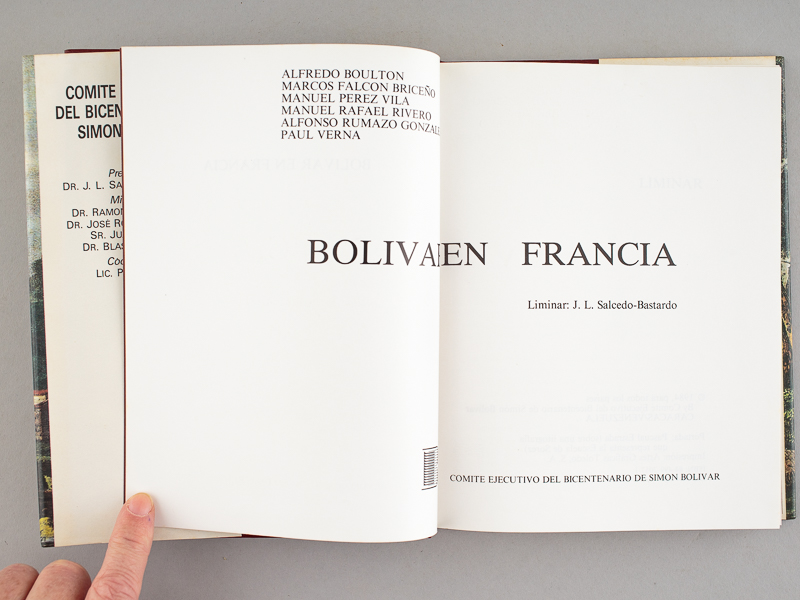 COMITE
DEL BICEN
SIMON
Pre
DR. J. L. SA
Mi
DR. RAMON
DR. JOSÉ RO
SR. JU
DR. BLAS
Coo
LIC. P
ALFREDO BOULTON
MARCOS FALCON BRICEÑO
MANUEL PEREZ VILA
MANUEL RAFAEL RIVERO
ALFONSO RUMAZO GONZALE
PAUL VERNA
BOLIVAR EN FRANCIA
Liminar: J. L. Salcedo-Bastardo
COMITE EJECUTIVO DEL BICENTENARIO DE SIMON BOLIVAR